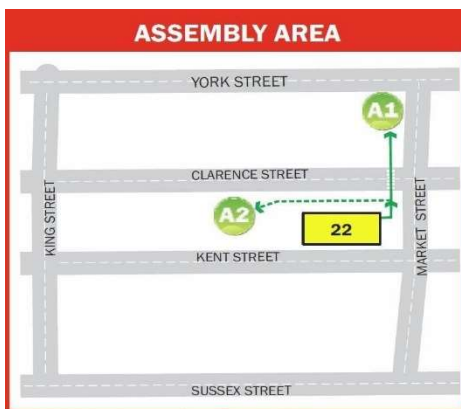 ASSEMBLY AREA
YORK STREET
A1
CLARENCE STREET
A2
22
KENT STREET
KING STREET
MARKET STREET
SUSSEX STREET